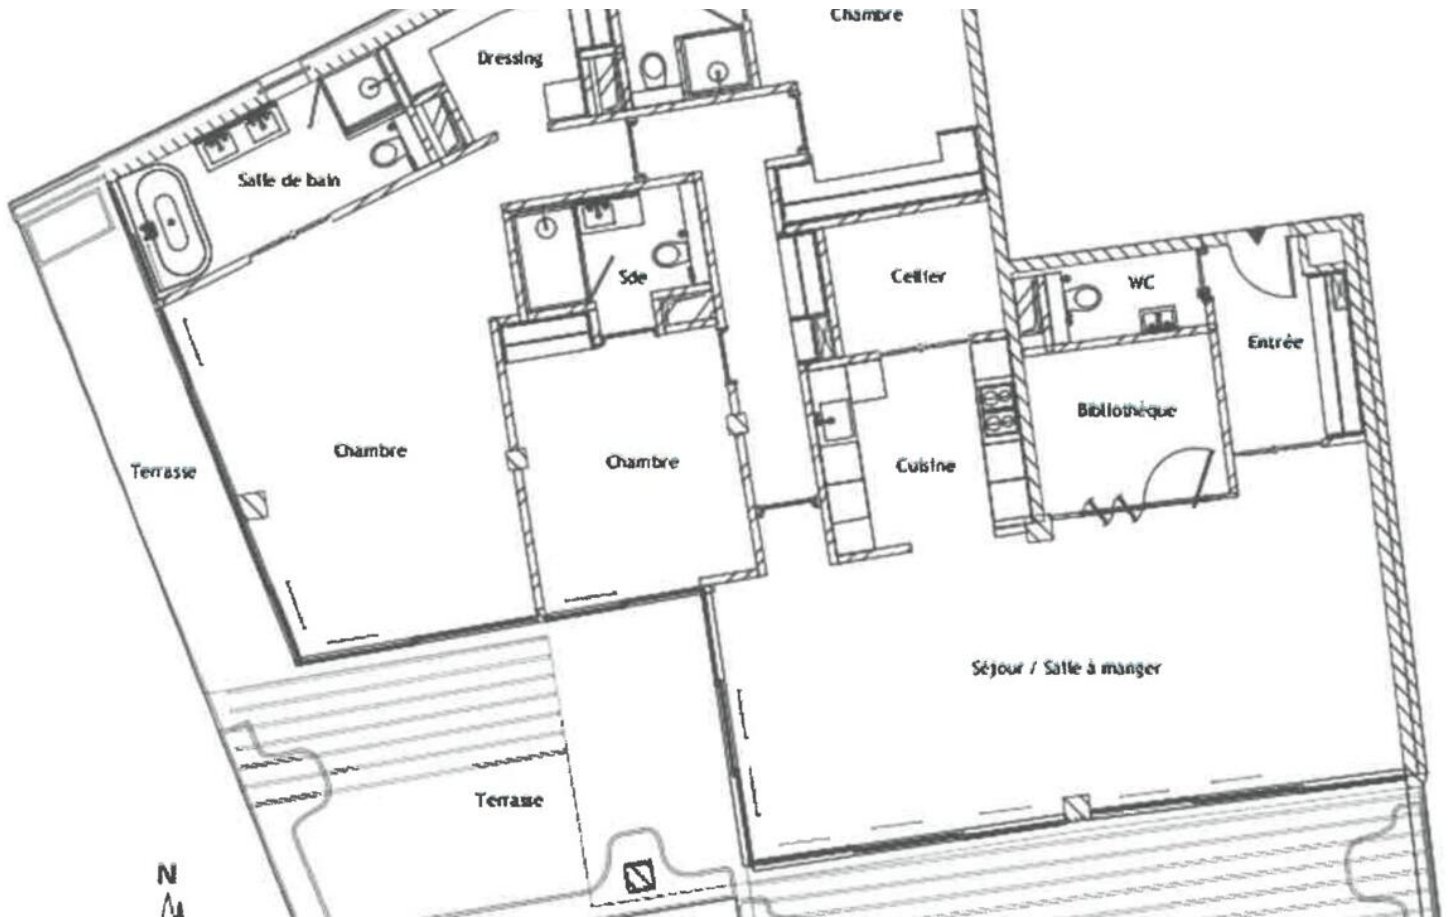 Chambre
Dressing
Salle de bain
Sde
Cellier
WC
Entrée
Bibliothèque
Chambre
Chambre
Cuisine
Terrasse
Séjour / Salle à manger
Terrasse
N